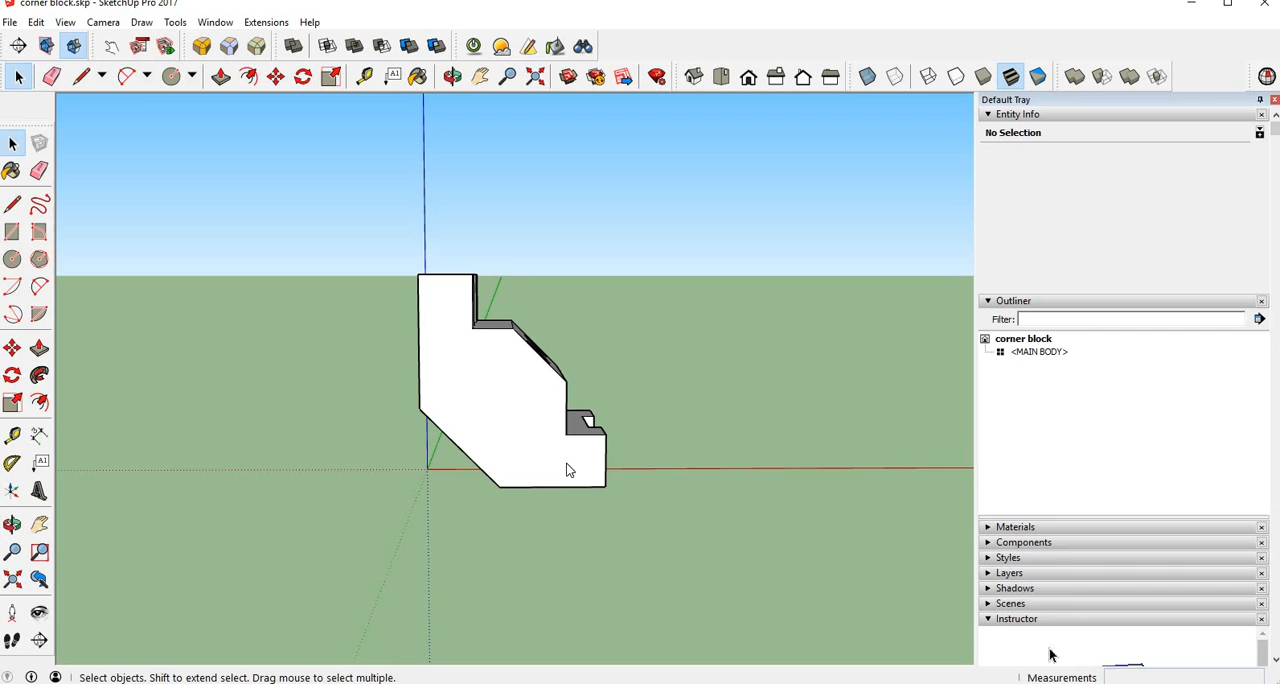 corner block.skp - SketchUp Pro 2017
File Edit View Camera Draw Tools Window Extensions Help
A1
Default Tray
Entity Info
No Selection
Outliner
Filter:
corner block
<MAIN BODY>
A1
Materials
Components
Styles
Layers
Shadows
Scenes
Instructor
Select objects. Shift to extend select. Drag mouse to select multiple.
Measurements